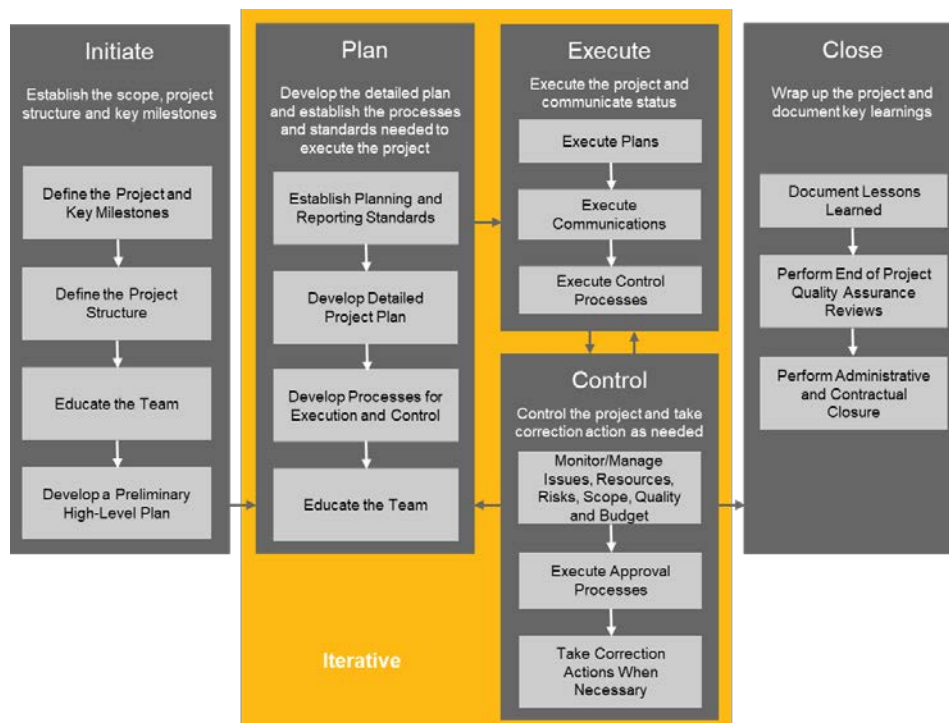 Initiate
Establish the scope, project
structure and key milestones
Define the Project and
Key Milestones
Define the Project
Structure
Educate the Team
Develop a Preliminary
High-Level Plan
Plan
Develop the detailed plan
and establish the processes
and standards needed to
execute the project
Establish Planning and
Reporting Standards
Develop Detailed
Project Plan
Develop Processes for
Execution and Control
Educate the Team
Iterative
Execute
Execute the project and
communicate status
Execute Plans
Execute
Communications
Execute Control
Processes
Control
Control the project and take
correction action as needed
Monitor/Manage
Issues, Resources,
Risks, Scope, Quality
and Budget
Execute Approval
Processes
Take Correction
Actions When
Necessary
Close
Wrap up the project and
document key learnings
Document Lessons
Learned
Perform End of Project
Quality Assurance
Reviews
Perform Administrative
and Contractual
Closure